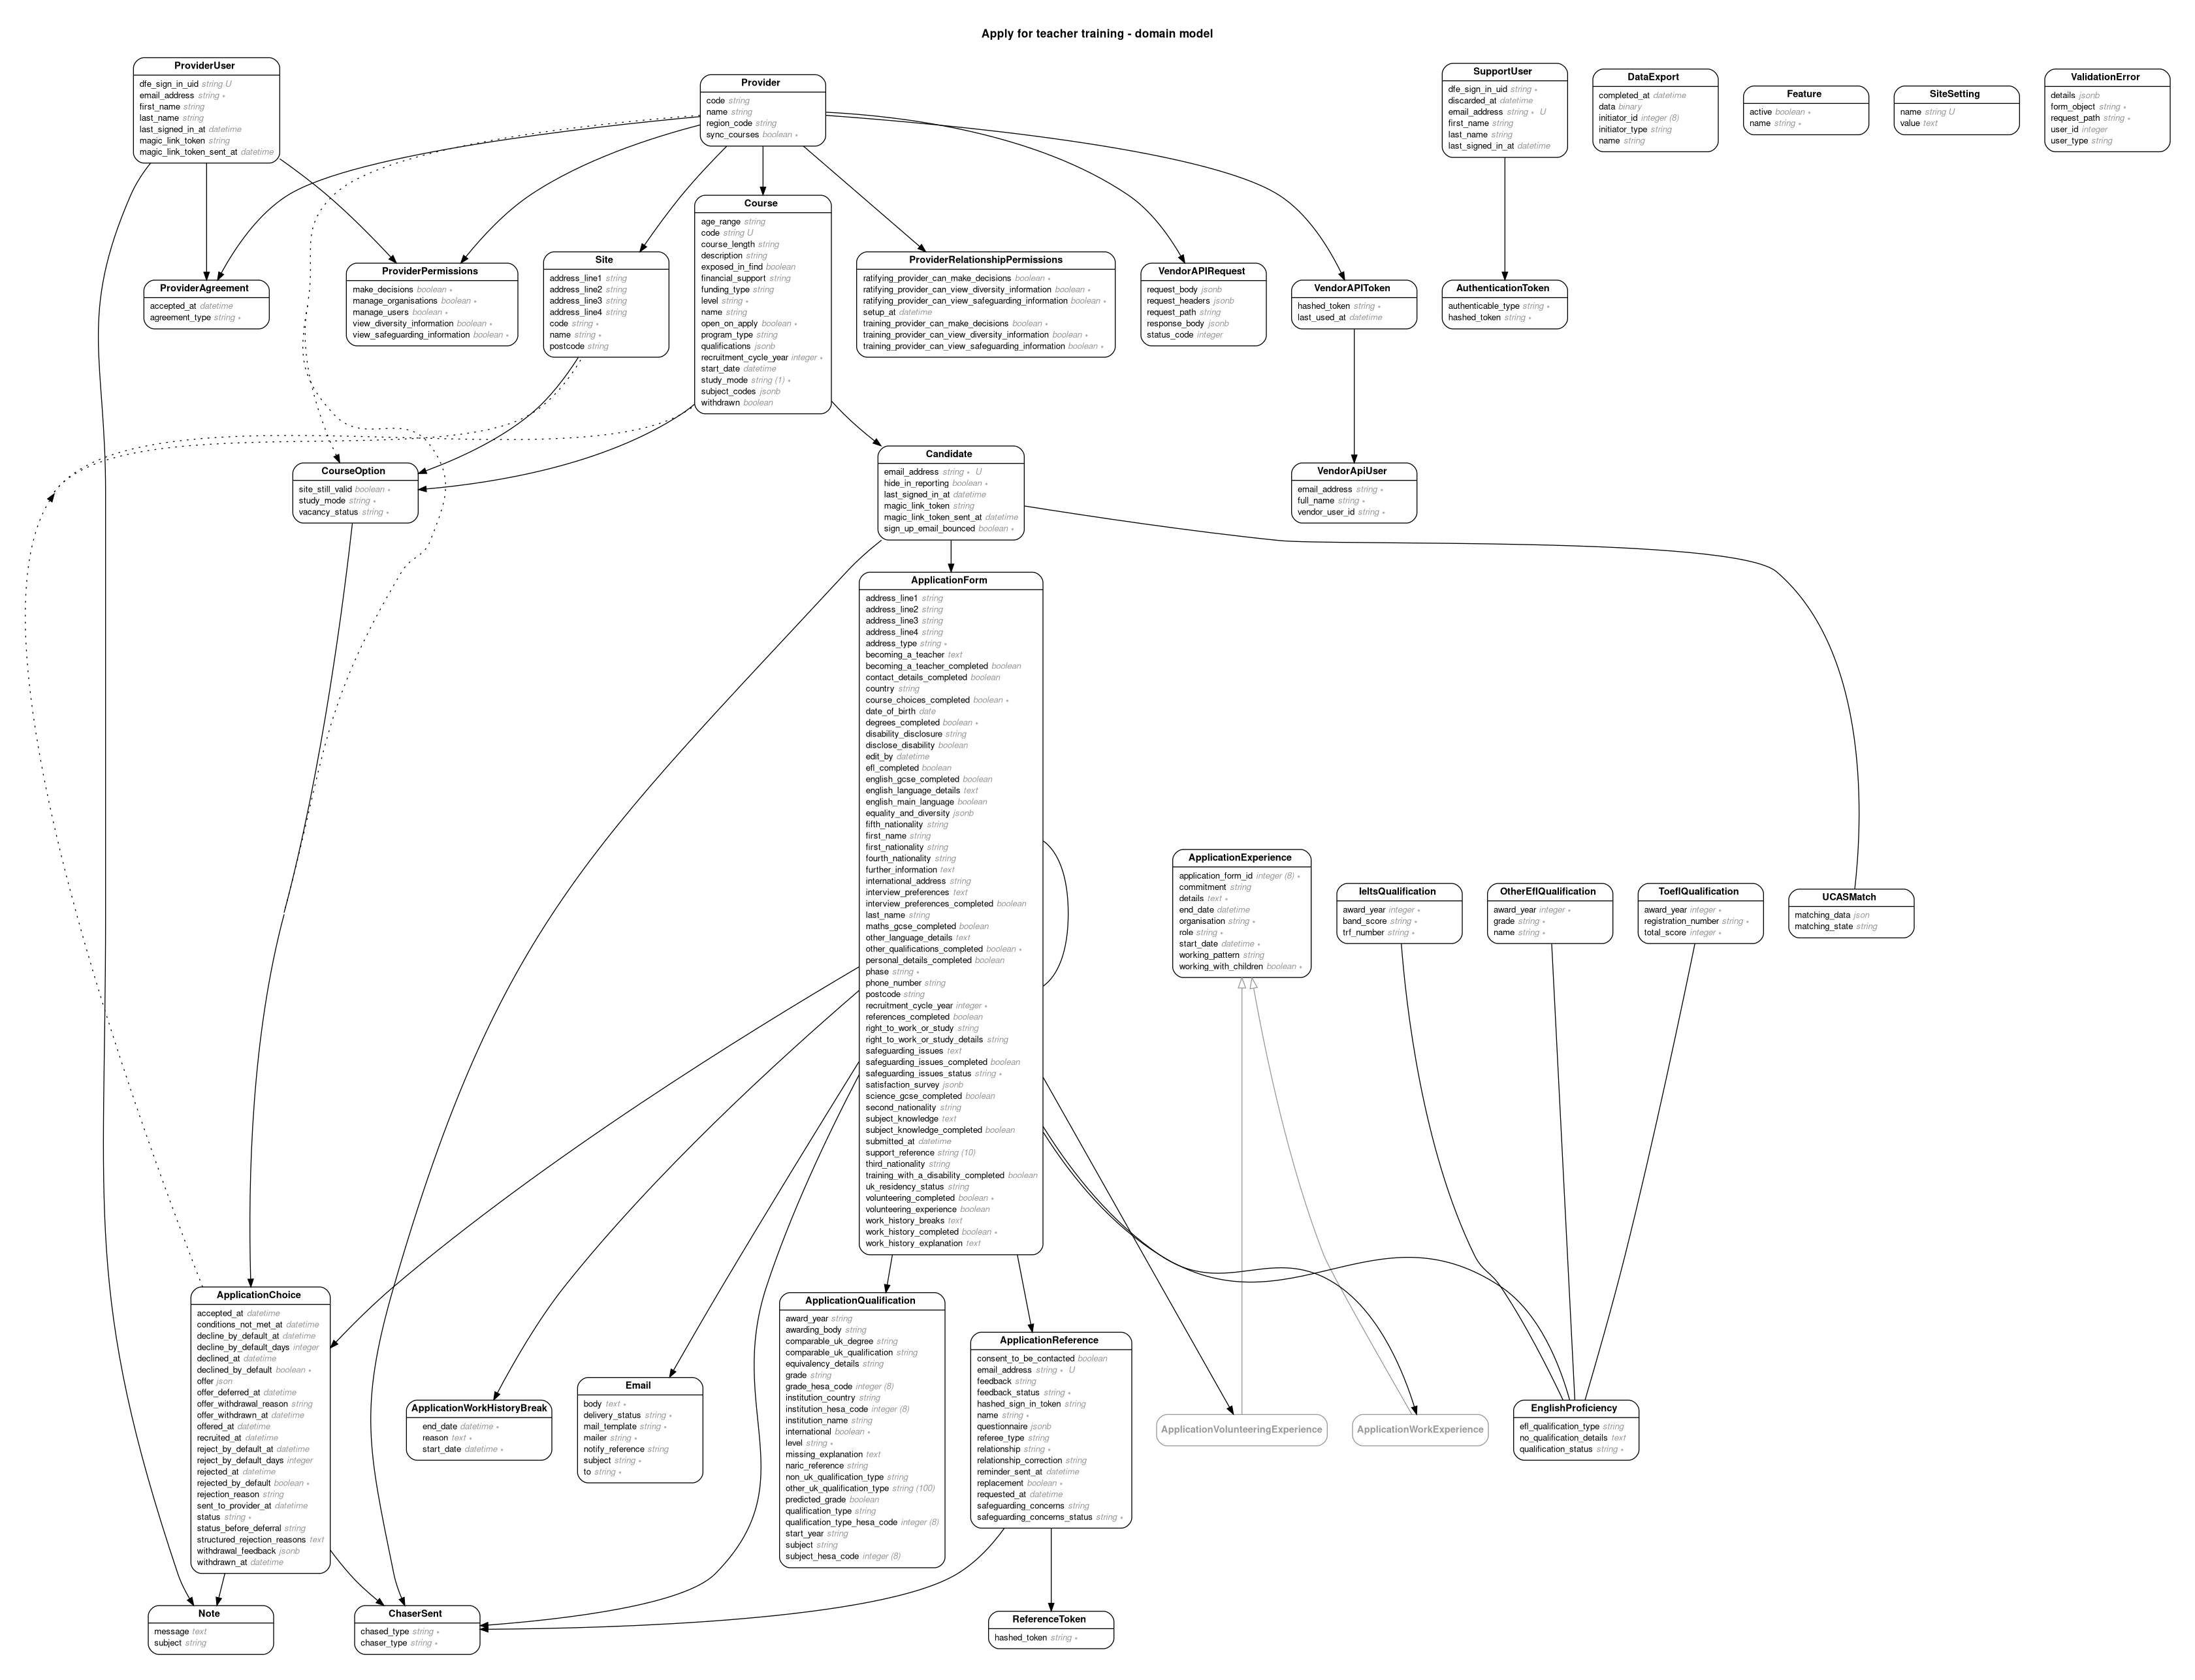 Apply for teacher training - domain model
ProviderUser
dfe_sign_in_uid string U
email_address string ∗
first_name string
last_name string
last_signed_in_at datetime
magic_link_token string
magic_link_token_sent_at datetime
Provider
code string
name string
region_code string
sync_courses boolean ∗
SupportUser
dfe_sign_in_uid string ∗
discarded_at datetime
email_address string ∗ U
first_name string
last_name string
last_signed_in_at datetime
DataExport
completed_at datetime
data binary
initiator_id integer (8)
initiator_type string
name string
Feature
active boolean ∗
name string ∗
SiteSetting
name string U
value text
ValidationError
details jsonb
form_object string ∗
request_path string ∗
user_id integer
user_type string
ProviderAgreement
accepted_at datetime
agreement_type string ∗
ProviderPermissions
make_decisions boolean ∗
manage_organisations boolean ∗
manage_users boolean ∗
view_diversity_information boolean ∗
view_safeguarding_information boolean ∗
Site
address_line1 string
address_line2 string
address_line3 string
address_line4 string
code string ∗
name string ∗
postcode string
Course
age_range string
code string U
course_length string
description string
exposed_in_find boolean
financial_support string
funding_type string
level string ∗
name string
open_on_apply boolean ∗
program_type string
qualifications jsonb
recruitment_cycle_year integer ∗
start_date datetime
study_mode string (1) ∗
subject_codes jsonb
withdrawn boolean
ProviderRelationshipPermissions
ratifying_provider_can_make_decisions boolean ∗
ratifying_provider_can_view_diversity_information boolean ∗
ratifying_provider_can_view_safeguarding_information boolean ∗
setup_at datetime
training_provider_can_make_decisions boolean ∗
training_provider_can_view_diversity_information boolean ∗
training_provider_can_view_safeguarding_information boolean ∗
VendorAPIRequest
request_body jsonb
request_headers jsonb
request_path string
response_body jsonb
status_code integer
VendorAPIToken
hashed_token string ∗
last_used_at datetime
AuthenticationToken
authenticable_type string ∗
hashed_token string ∗
CourseOption
site_still_valid boolean ∗
study_mode string ∗
vacancy_status string ∗
Candidate
email_address string ∗ U
hide_in_reporting boolean ∗
last_signed_in_at datetime
magic_link_token string
magic_link_token_sent_at datetime
sign_up_email_bounced boolean ∗
VendorApiUser
email_address string ∗
full_name string ∗
vendor_user_id string ∗
ApplicationForm
address_line1 string
address_line2 string
address_line3 string
address_line4 string
address_type string ∗
becoming_a_teacher text
becoming_a_teacher_completed boolean
contact_details_completed boolean
country string
course_choices_completed boolean ∗
date_of_birth date
degrees_completed boolean ∗
disability_disclosure string
disclose_disability boolean
edit_by datetime
efl_completed boolean
english_gcse_completed boolean
english_language_details text
english_main_language boolean
equality_and_diversity jsonb
fifth_nationality string
first_name string
first_nationality string
fourth_nationality string
further_information text
international_address string
interview_preferences text
interview_preferences_completed boolean
last_name string
maths_gcse_completed boolean
other_language_details text
other_qualifications_completed boolean ∗
personal_details_completed boolean
phase string ∗
phone_number string
postcode string
recruitment_cycle_year integer ∗
references_completed boolean
right_to_work_or_study string
right_to_work_or_study_details string
safeguarding_issues text
safeguarding_issues_completed boolean
safeguarding_issues_status string ∗
satisfaction_survey jsonb
science_gcse_completed boolean
second_nationality string
subject_knowledge text
subject_knowledge_completed boolean
submitted_at datetime
support_reference string (10)
third_nationality string
training_with_a_disability_completed boolean
uk_residency_status string
volunteering_completed boolean ∗
volunteering_experience boolean
work_history_breaks text
work_history_completed boolean ∗
work_history_explanation text
ApplicationExperience
application_form_id integer (8) ∗
commitment string
details text ∗
end_date datetime
organisation string ∗
role string ∗
start_date datetime ∗
working_pattern string
working_with_children boolean ∗
IeltsQualification
award_year integer ∗
band_score string ∗
trf_number string ∗
OtherEflQualification
award_year integer ∗
grade string ∗
name string ∗
ToeflQualification
award_year integer ∗
registration_number string ∗
total_score integer ∗
UCASMatch
matching_data json
matching_state string
ApplicationChoice
accepted_at datetime
conditions_not_met_at datetime
decline_by_default_at datetime
decline_by_default_days integer
declined_at datetime
declined_by_default boolean ∗
offer json
offer_deferred_at datetime
offer_withdrawal_reason string
offer_withdrawn_at datetime
offered_at datetime
recruited_at datetime
reject_by_default_at datetime
reject_by_default_days integer
rejected_at datetime
rejected_by_default boolean ∗
rejection_reason string
sent_to_provider_at datetime
status string ∗
status_before_deferral string
structured_rejection_reasons text
withdrawal_feedback jsonb
withdrawn_at datetime
ApplicationWorkHistoryBreak
end_date datetime ∗
reason text ∗
start_date datetime ∗
Email
body text ∗
delivery_status string ∗
mail_template string ∗
mailer string ∗
notify_reference string
subject string ∗
to string ∗
ApplicationQualification
award_year string
awarding_body string
comparable_uk_degree string
comparable_uk_qualification string
equivalency_details string
grade string
grade_hesa_code integer (8)
institution_country string
institution_hesa_code integer (8)
institution_name string
international boolean ∗
level string ∗
missing_explanation text
naric_reference string
non_uk_qualification_type string
other_uk_qualification_type string (100)
predicted_grade boolean
qualification_type string
qualification_type_hesa_code integer (8)
start_year string
subject string
subject_hesa_code integer (8)
ApplicationReference
consent_to_be_contacted boolean
email_address string ∗ U
feedback string
feedback_status string ∗
hashed_sign_in_token string
name string ∗
questionnaire jsonb
referee_type string
relationship string ∗
relationship_correction string
reminder_sent_at datetime
replacement boolean ∗
requested_at datetime
safeguarding_concerns string
safeguarding_concerns_status string ∗
ApplicationVolunteeringExperience
ApplicationWorkExperience
EnglishProficiency
efl_qualification_type string
no_qualification_details text
qualification_status string ∗
Note
message text
subject string
ChaserSent
chased_type string ∗
chaser_type string ∗
ReferenceToken
hashed_token string ∗